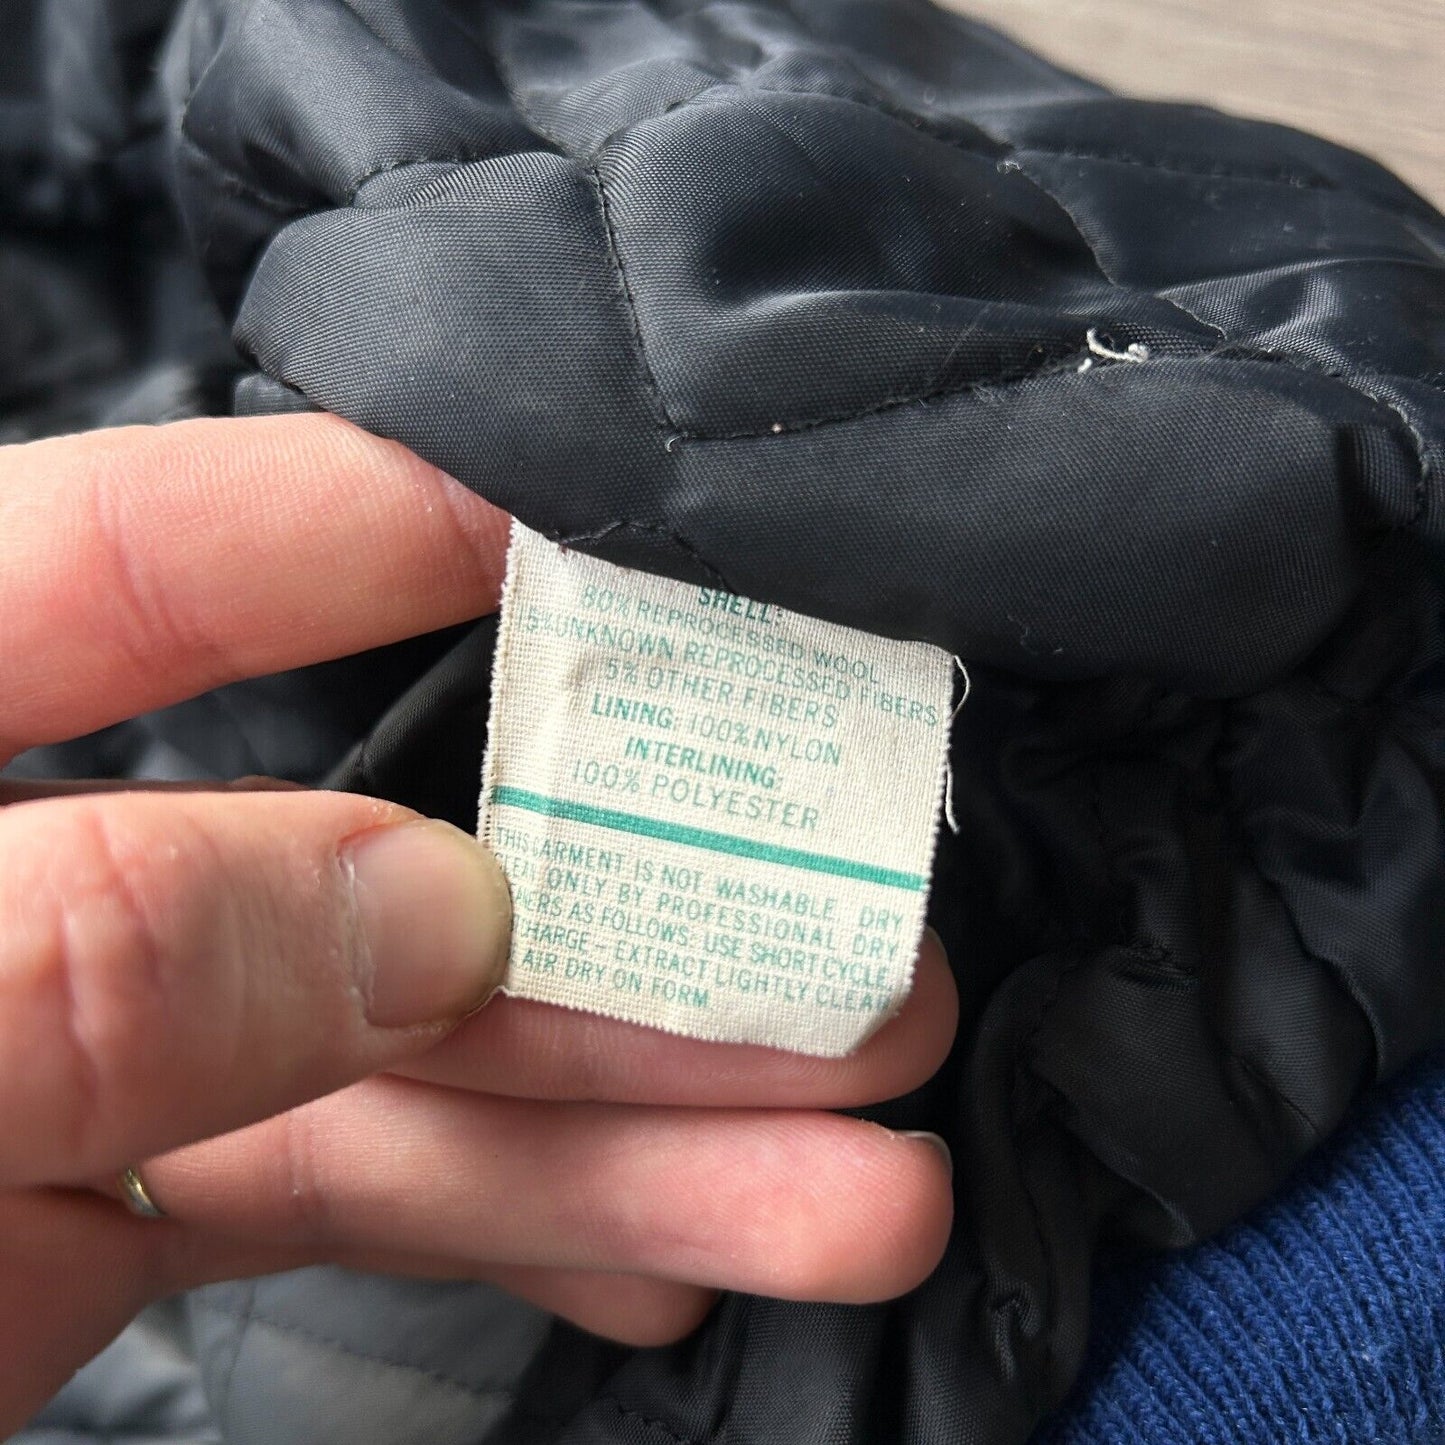 SHELL:
80% REPROCESSED WOOL
15% UNKNOWN REPROCESSED FIBERS
5% OTHER FIBERS
LINING: 100% NYLON
INTERLINING:
100% POLYESTER
THIS GARMENT IS NOT WASHABLE. DRY
ONLY BY PROFESSIONAL DRY
AS FOLLOWS: USE SHORT CYCLE.
CHARGE - EXTRACT LIGHTLY CLEAR
AIR DRY ON FORM